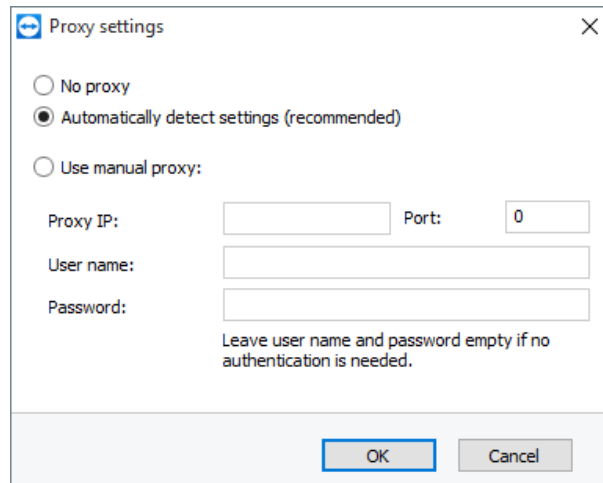 Proxy settings
No proxy
Automatically detect settings (recommended)
Use manual proxy:
Proxy IP: Port: 0
User name:
Password:
Leave user name and password empty if no
authentication is needed.
OK Cancel